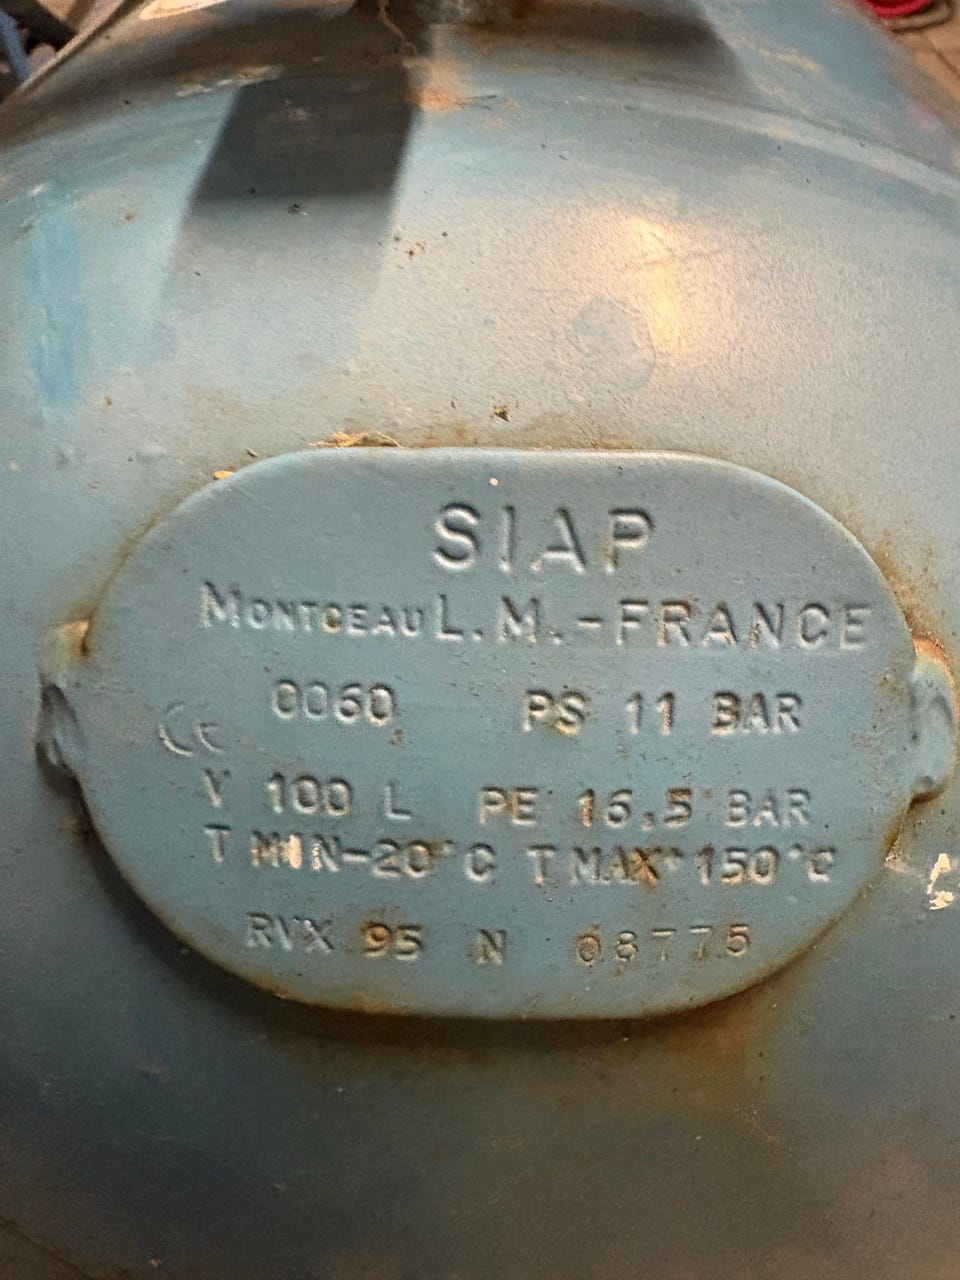 SIAP
MONTCEAU L.M.-FRANCE
0060 PS 11 BAR
CE
V 100 L PE 16.5 BAR
T MIN-20°C T MAX 150°C
RVX 95 N 08775